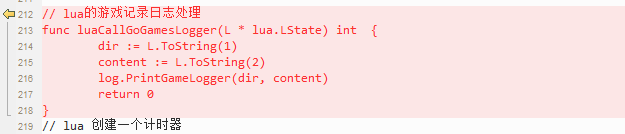 212 // lua的游戏记录日志处理
213 func luaCallGoGamesLogger(L * lua.LState) int  {
214         dir := L.ToString(1)
215         content := L.ToString(2)
216         log.PrintGameLogger(dir, content)
217         return 0
218 }
219 // lua 创建一个计时器